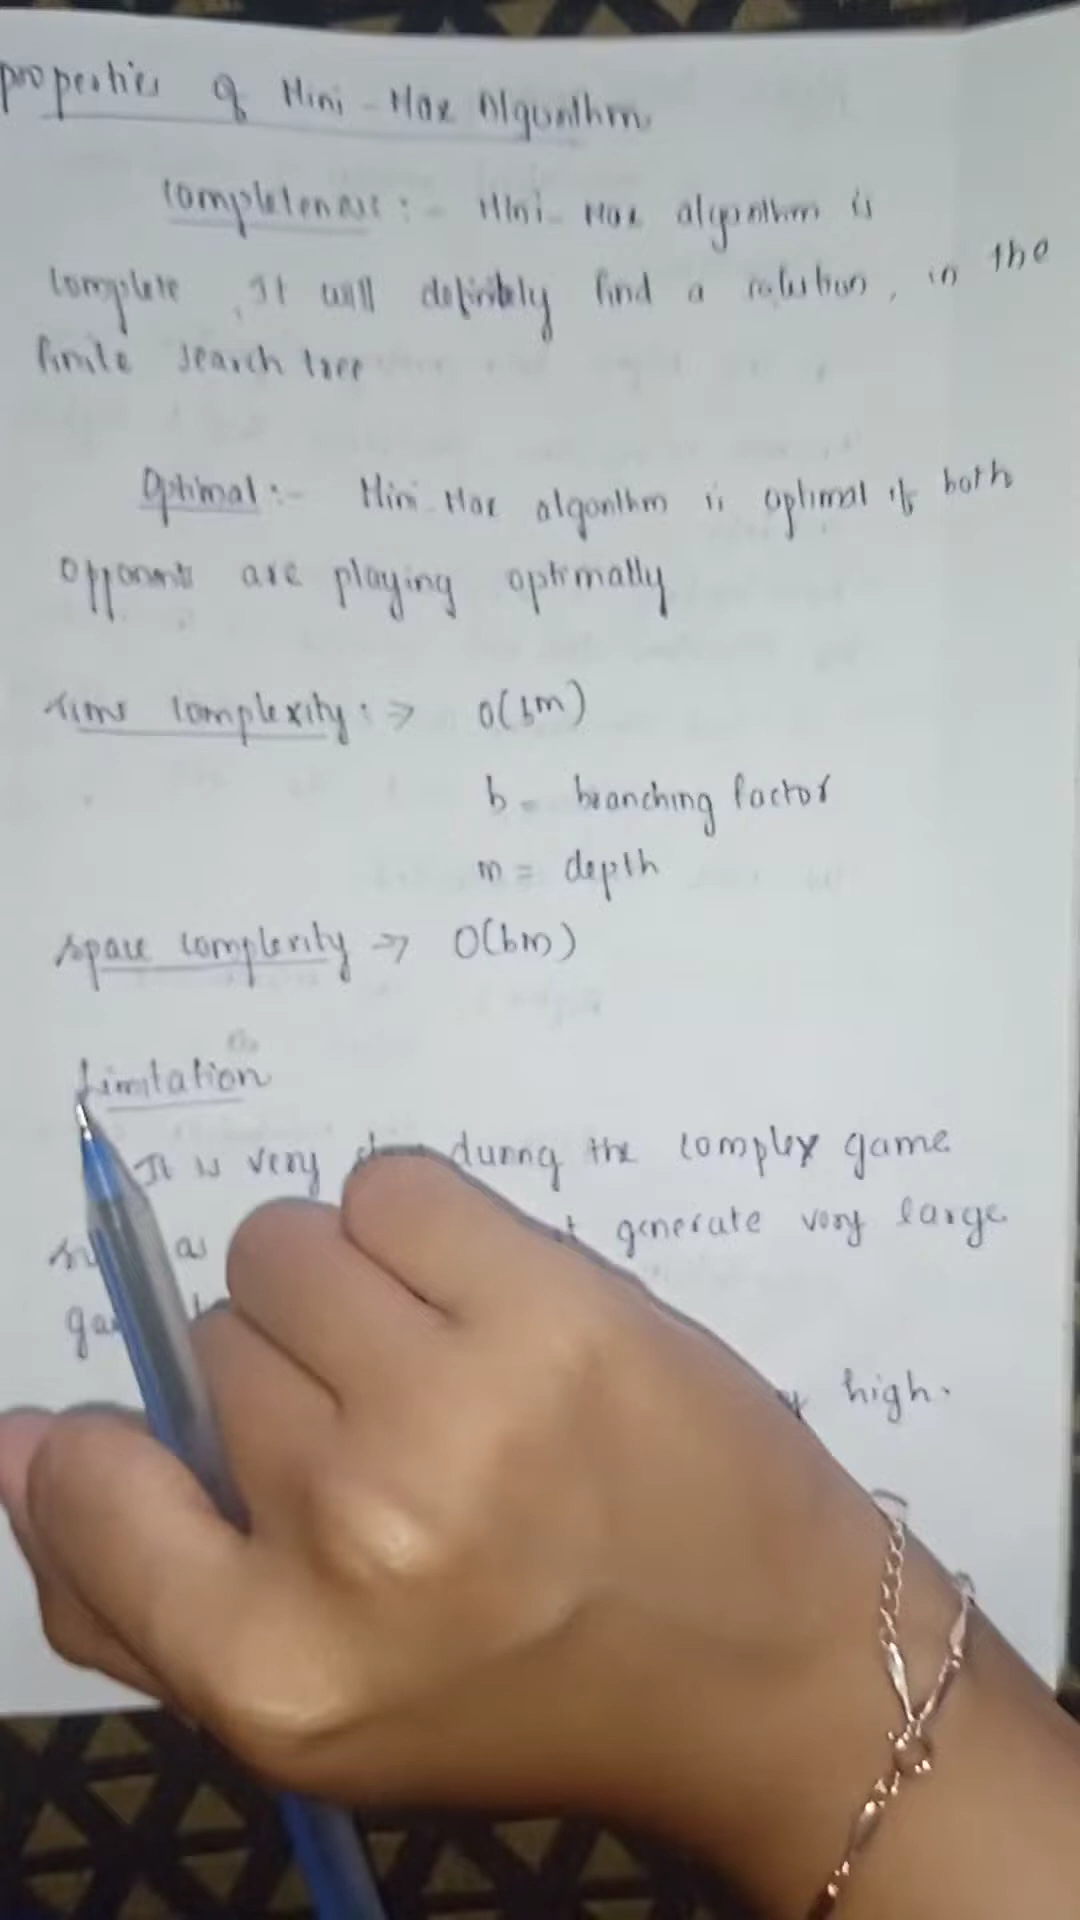 properties of Mini-Max Algorithm
Completeness :- Mini-Max algorithm is
complete. It will definitely find a solution, in the
finite search tree
Optimal :- Mini-Max algorithm is optimal if both
opponents are playing optimally
Time complexity :⇒ O(b^m)
b = branching factor
m = depth
space complexity → O(bm)
Limitation
It is very during the complex game
as generate very large
high.